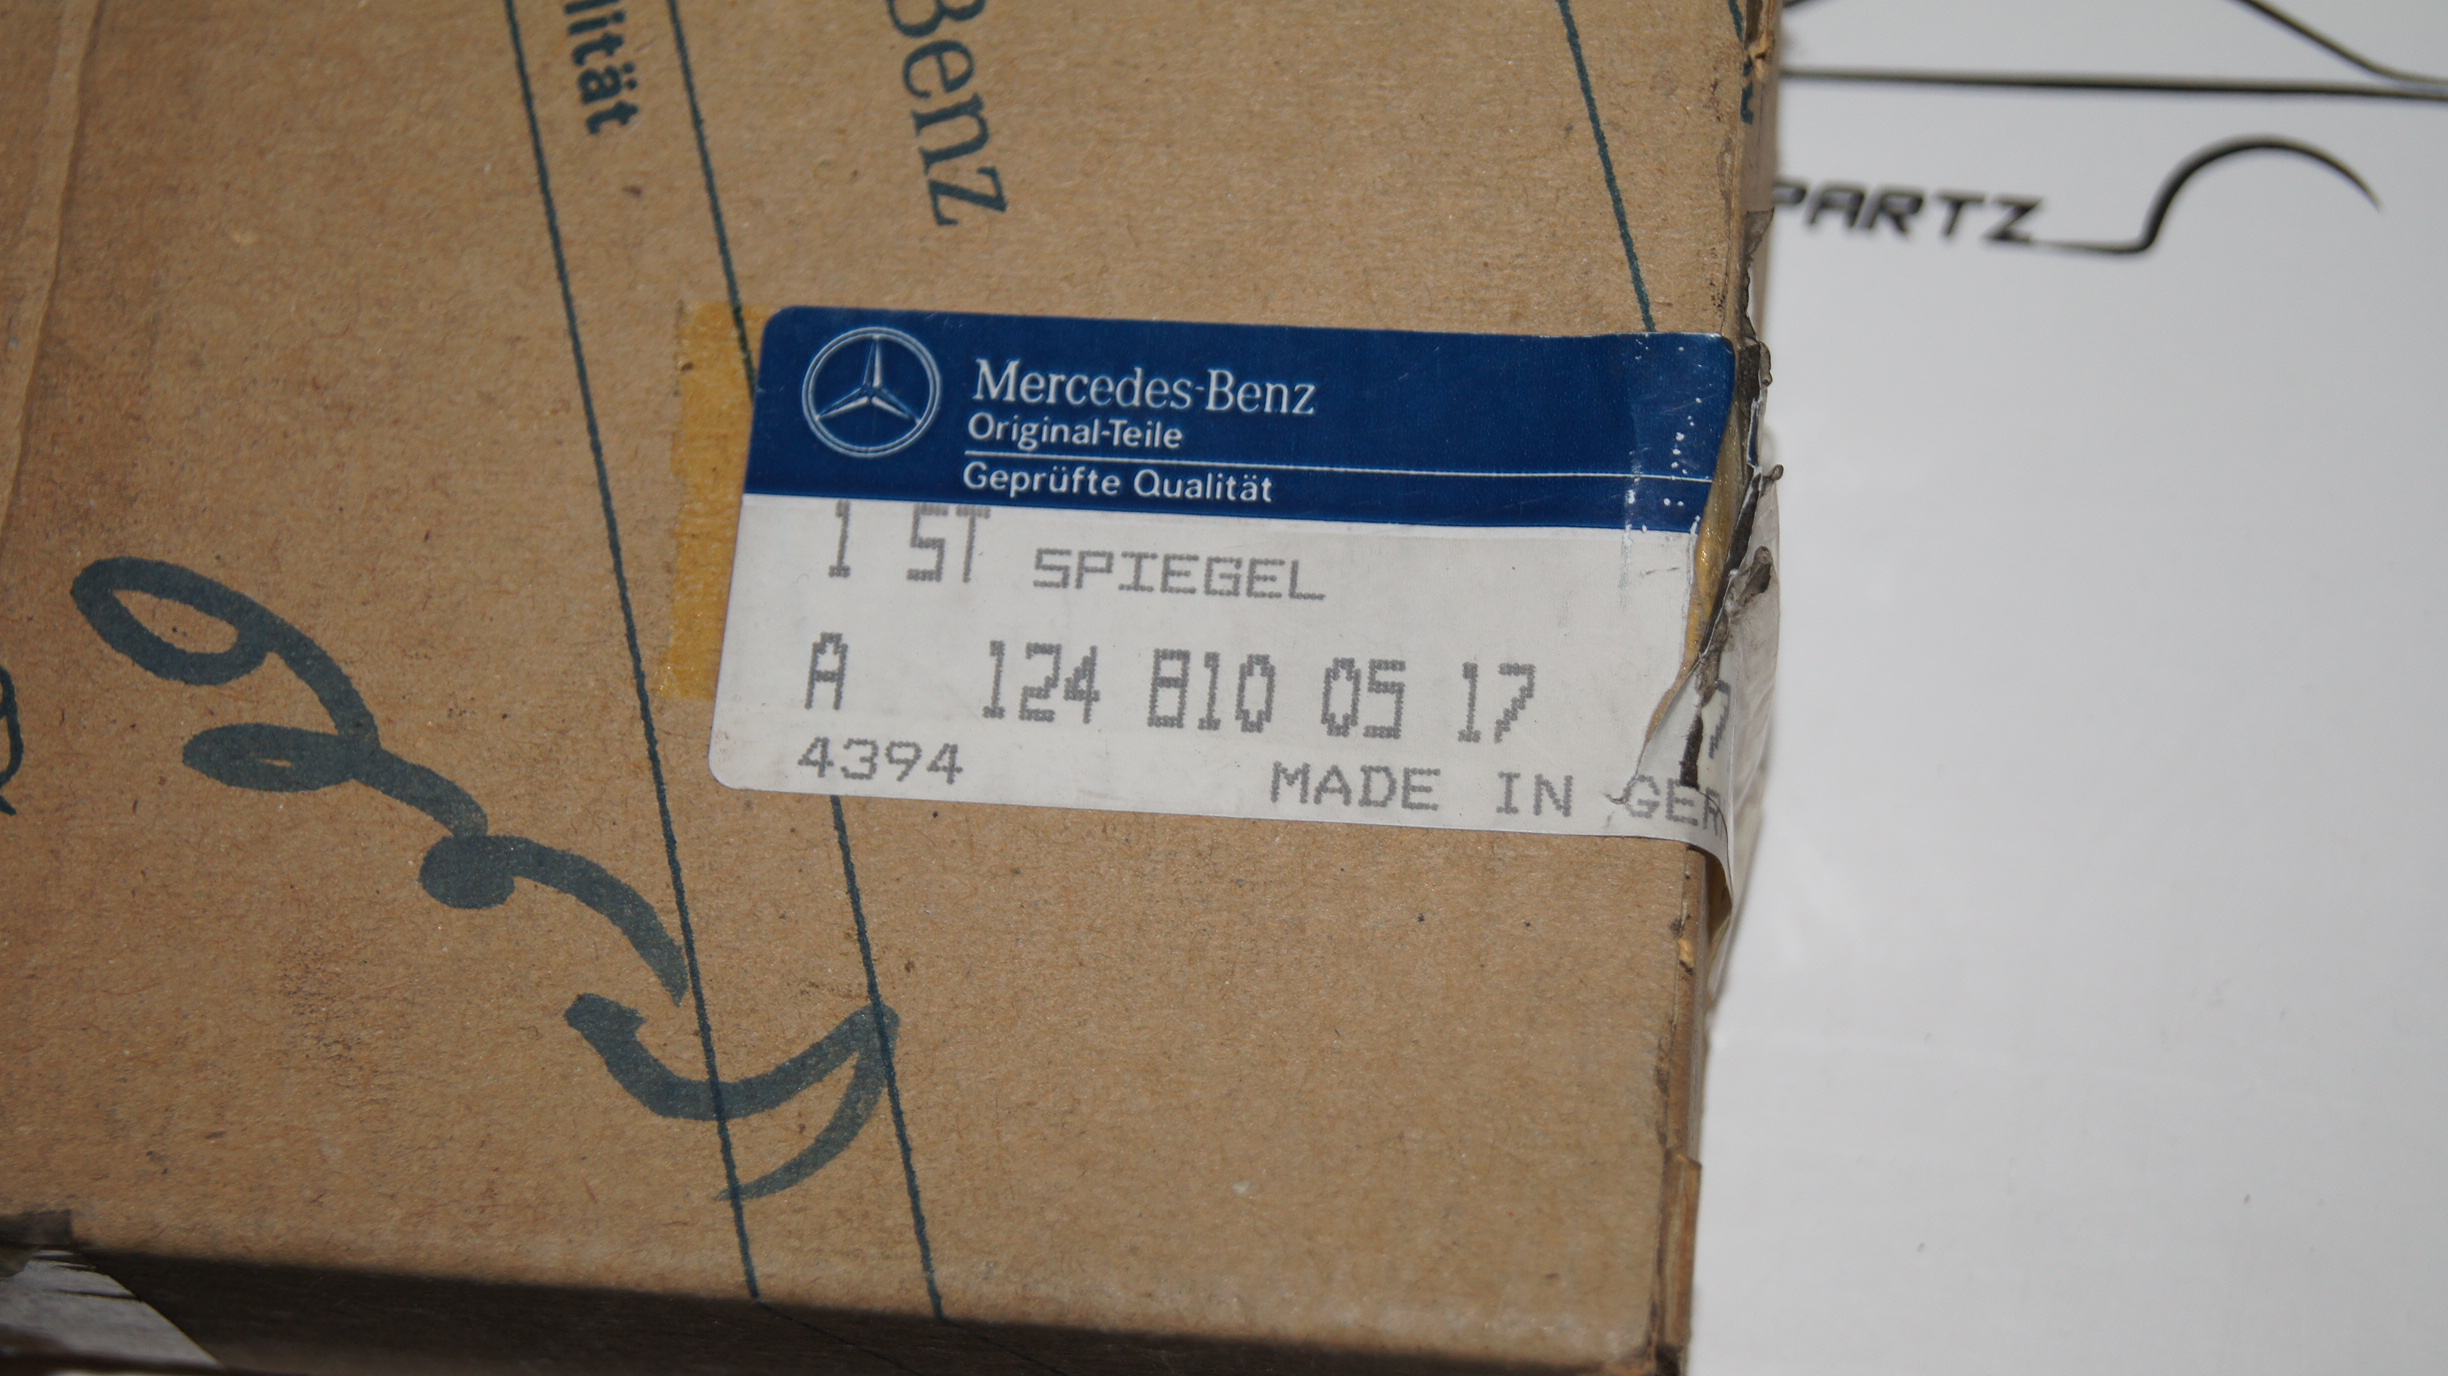 lität
Benz
PARTZ
Mercedes-Benz
Original-Teile
Geprüfte Qualität
1 ST SPIEGEL
A 124 810 05 17
4394 MADE IN GER